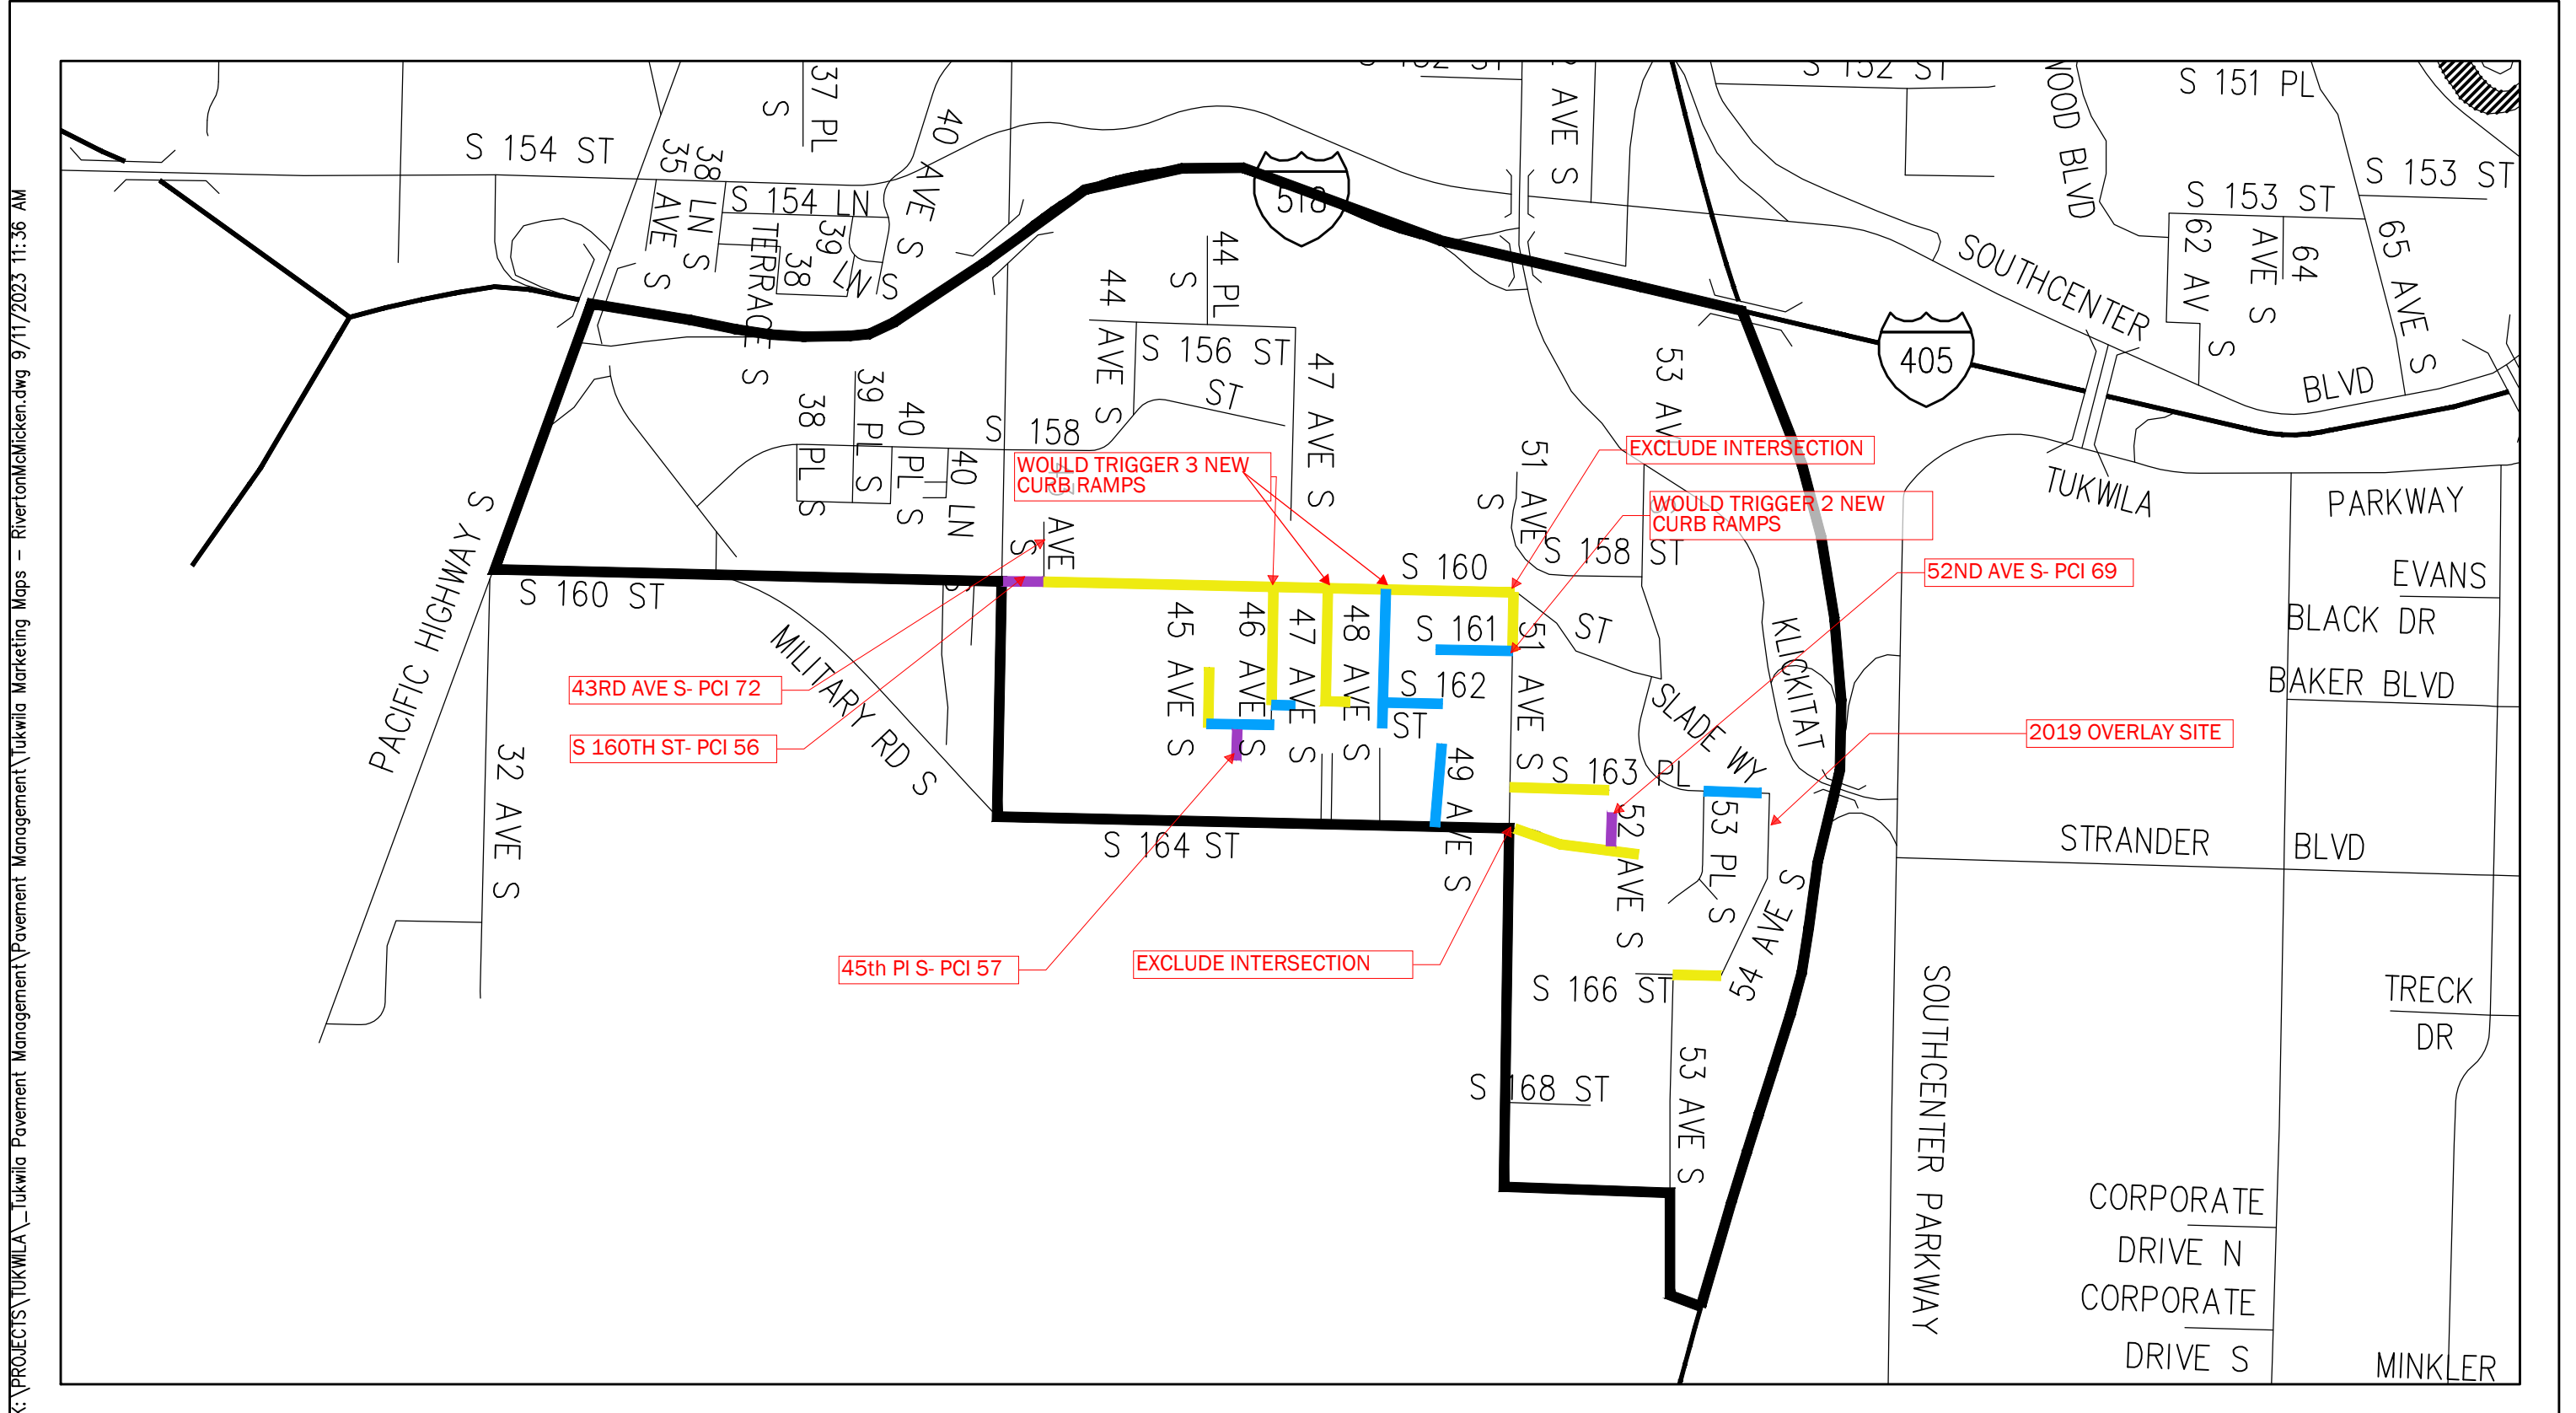 K:\PROJECTS\TUKWILA\_Tukwila Pavement Management\Pavement Management\Tukwila Marketing Maps - RivertonMcMicken.dwg 9/11/2023 11:36 AM
S 152 ST
S 151 PL
37 PL
S
40 AVE S
AVE S
S 154 ST
35 AVE S
38 LN S
S 154 LN
39 LN S
38
TERRACE S
518
S 153 ST
S 153 ST
62 AV S
64
AVE S
65 AVE S
SOUTHCENTER
BLVD
405
44 PL
S
44 AVE S
S 156 ST
ST
47 AVE S
53 AV
38 PL S
39 PL S
40 PL S
40 LN
S
S 158
AVE
WOULD TRIGGER 3 NEW
CURB RAMPS
EXCLUDE INTERSECTION
WOULD TRIGGER 2 NEW
CURB RAMPS
51 AVE
S
S 158 ST
TUKWILA
PARKWAY
PACIFIC HIGHWAY S
S 160 ST
S 160
ST
52ND AVE S- PCI 69
EVANS
BLACK DR
BAKER BLVD
45 AVE S
46 AVE S
47 AVE S
48 AVE S
S 161
51 AVE S
S 162
ST
KLICKITAT
SLADE WY
MILITARY RD S
43RD AVE S- PCI 72
S 160TH ST- PCI 56
2019 OVERLAY SITE
32 AVE S
49 AVE S
S 163 PL
52 AVE S
53 PL S
54 AVE S
S 164 ST
STRANDER
BLVD
45th Pl S- PCI 57
EXCLUDE INTERSECTION
S 166 ST
SOUTHCENTER PARKWAY
TRECK
DR
53 AVE S
S 168 ST
CORPORATE
DRIVE N
CORPORATE
DRIVE S
MINKLER